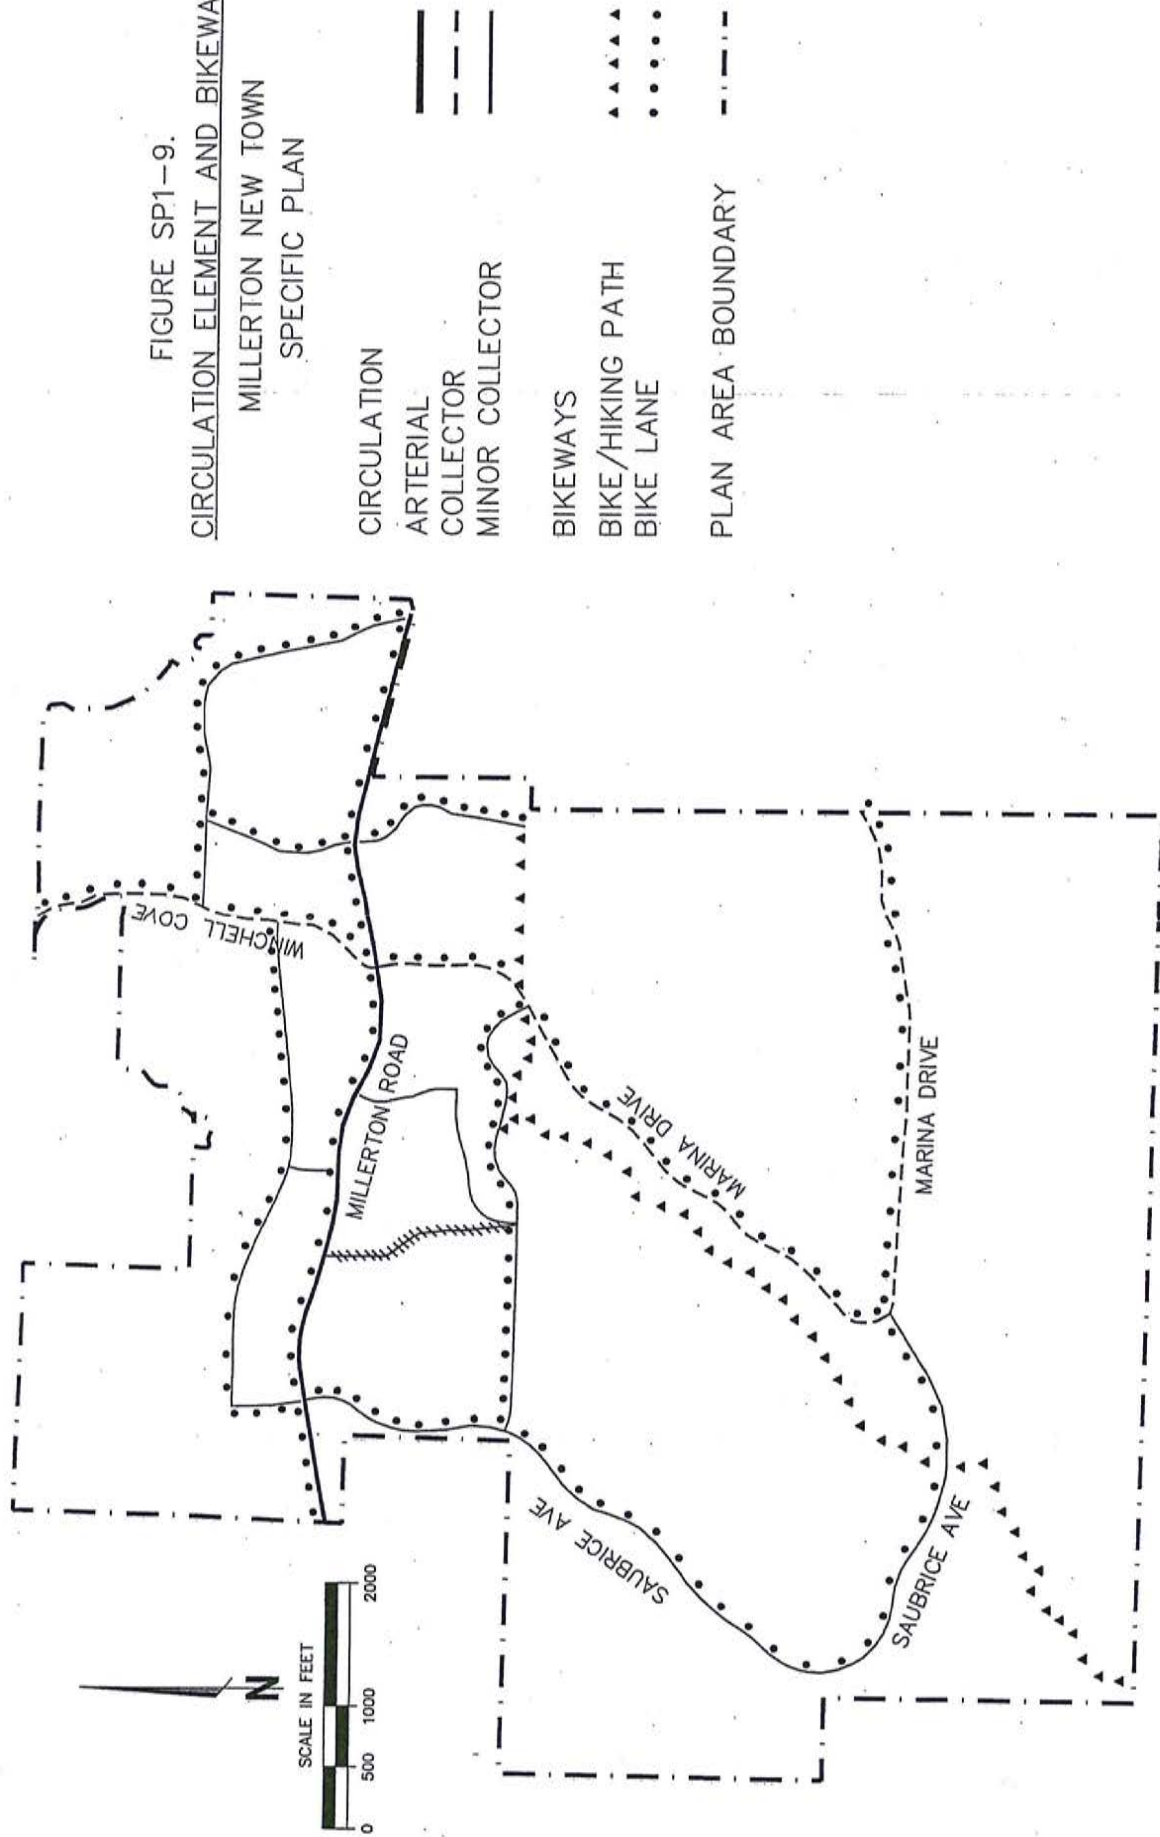 FIGURE SP1-9.
CIRCULATION ELEMENT AND BIKEWA
MILLERTON NEW TOWN
SPECIFIC PLAN
CIRCULATION
ARTERIAL
COLLECTOR
MINOR COLLECTOR
BIKEWAYS
BIKE/HIKING PATH
BIKE LANE
PLAN AREA BOUNDARY
WINCHELL COVE
MILLERTON ROAD
MARINA DRIVE
MARINA DRIVE
SAUBRICE AVE
SAUBRICE AVE
N
SCALE IN FEET
0 500 1000 2000